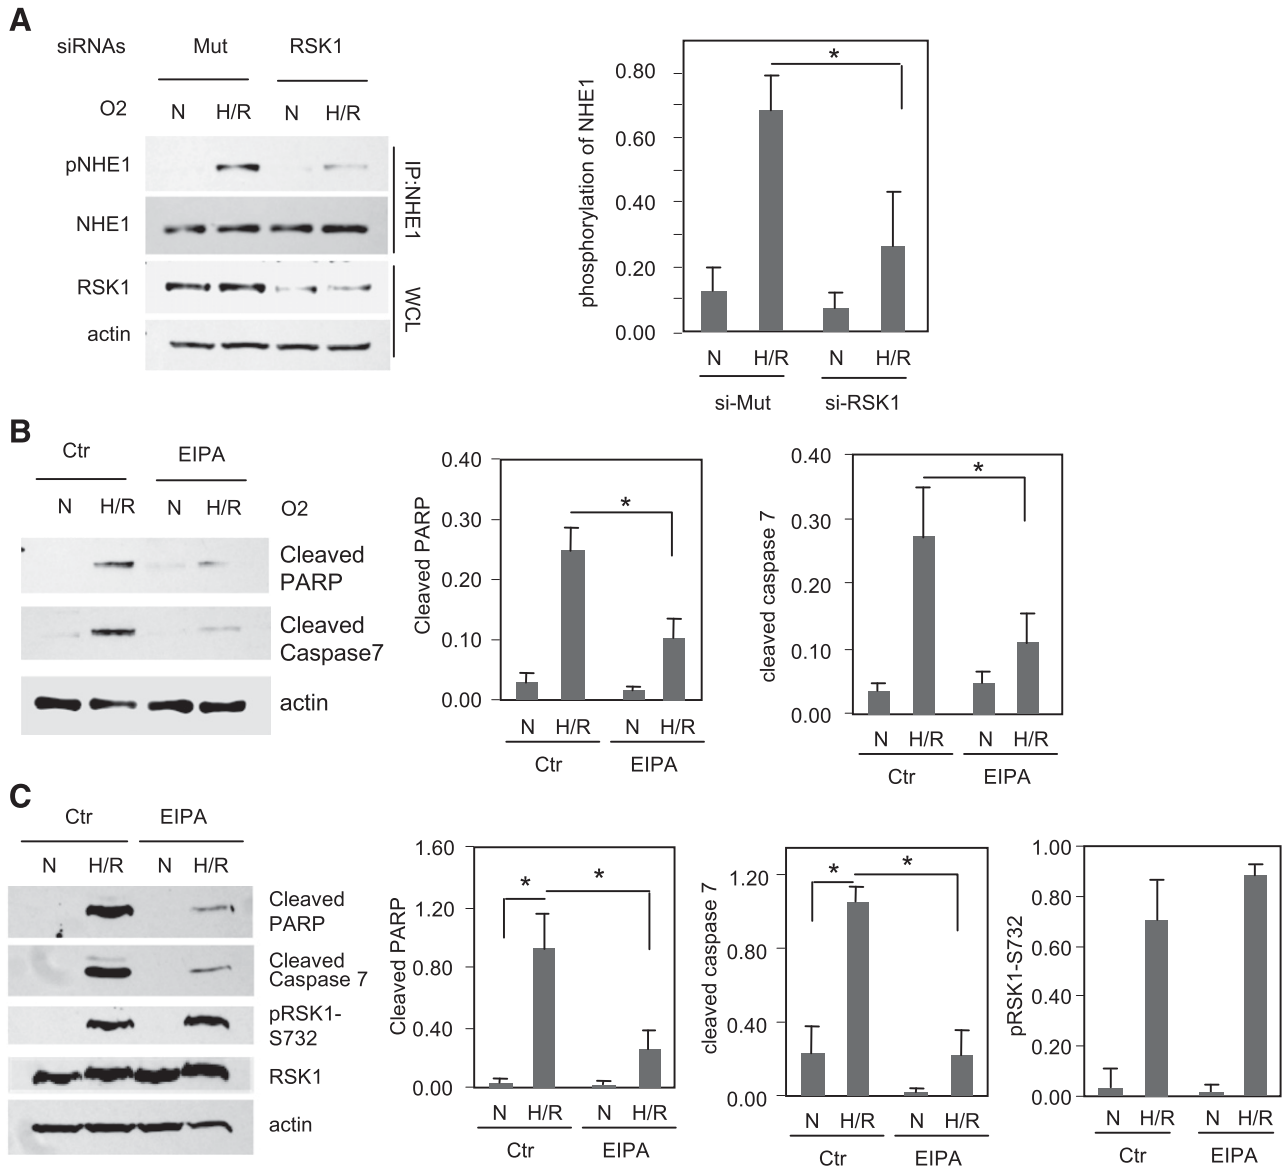 A
siRNAs Mut RSK1
O2 N H/R N H/R
pNHE1
NHE1
IP:NHE1
RSK1
actin
WCL
phosphorylation of NHE1
0.80
0.60
0.40
0.20
0.00
*
N H/R N H/R
si-Mut si-RSK1
B
Ctr EIPA
N H/R N H/R O2
Cleaved
PARP
Cleaved
Caspase7
actin
Cleaved PARP
0.40
0.30
0.20
0.10
0.00
*
N H/R N H/R
Ctr EIPA
cleaved caspase 7
0.40
0.30
0.20
0.10
0.00
*
N H/R N H/R
Ctr EIPA
C
Ctr EIPA
N H/R N H/R
Cleaved
PARP
Cleaved
Caspase 7
pRSK1-
S732
RSK1
actin
Cleaved PARP
1.60
1.20
0.80
0.40
0.00
* *
N H/R N H/R
Ctr EIPA
cleaved caspase 7
1.20
0.80
0.40
0.00
* *
N H/R N H/R
Ctr EIPA
pRSK1-S732
1.00
0.80
0.60
0.40
0.20
0.00
N H/R N H/R
Ctr EIPA